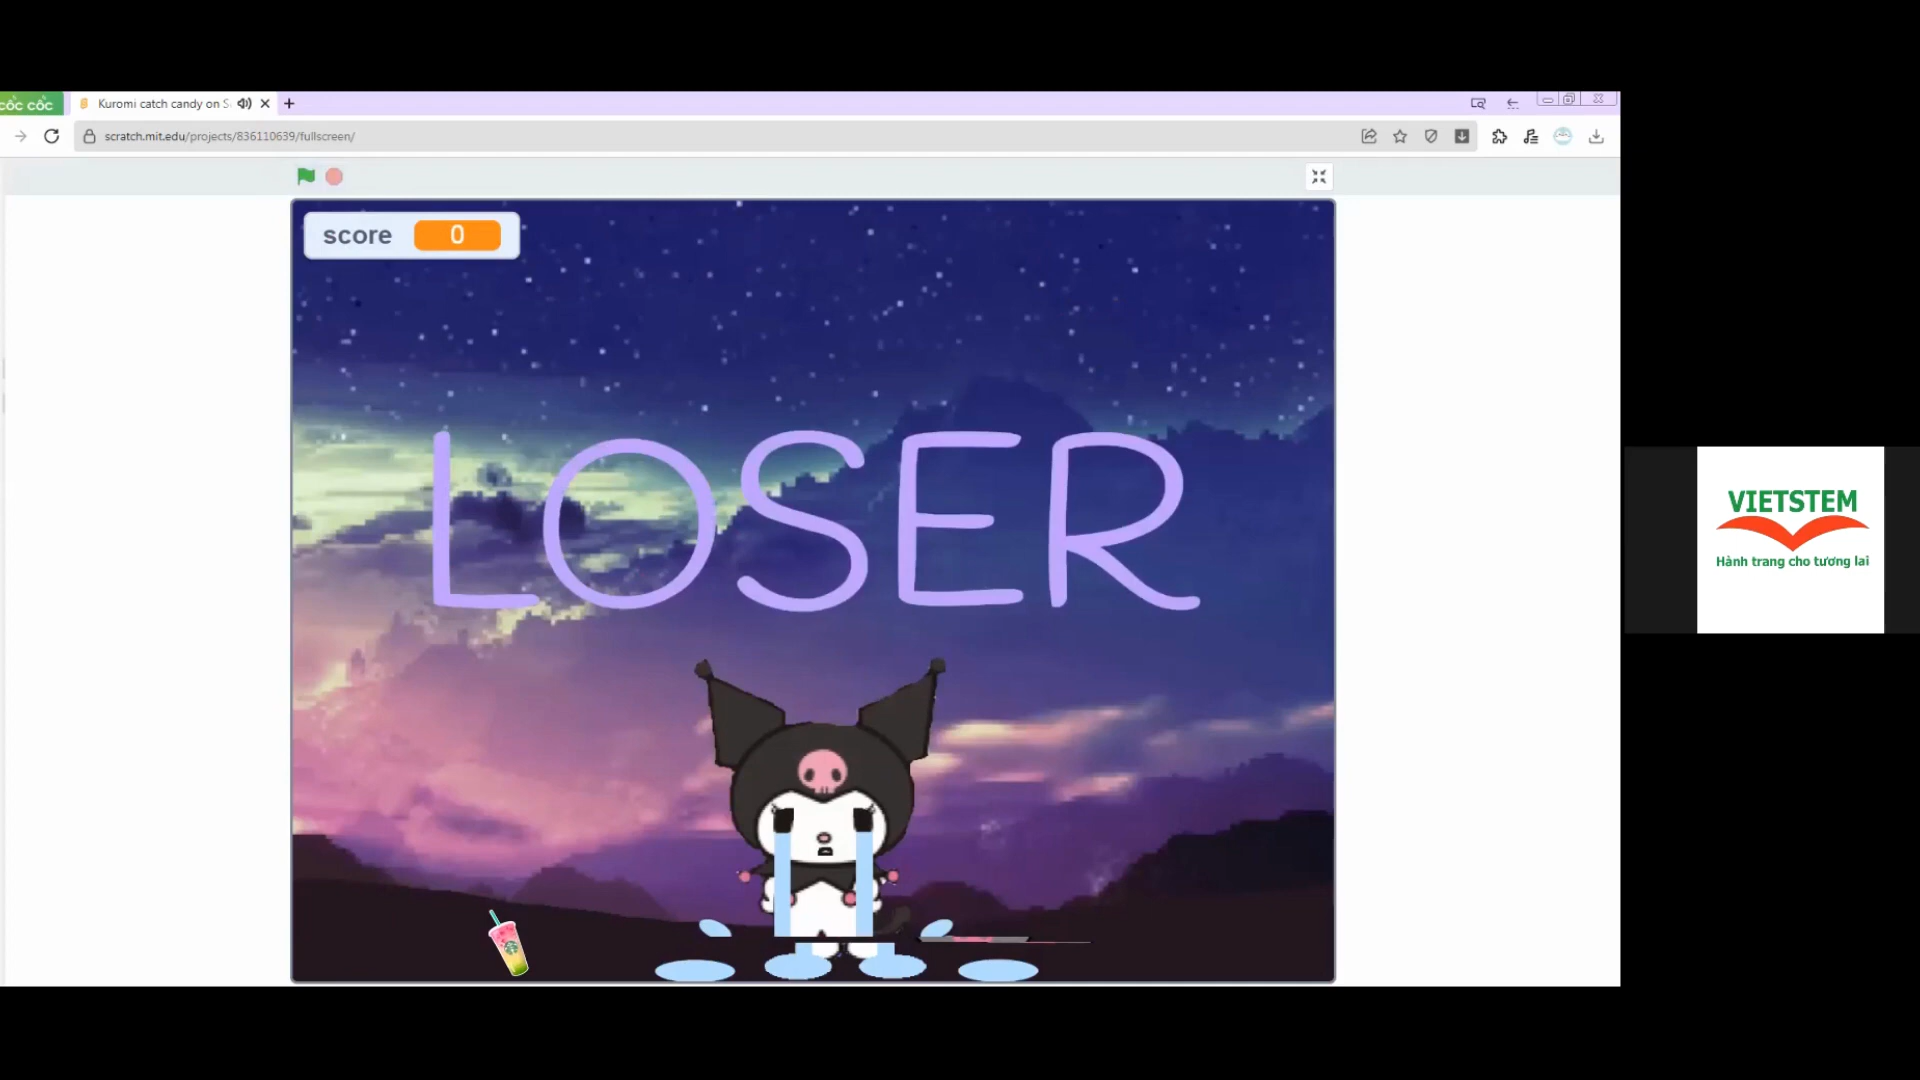 cốc cốc
Kuromi catch candy on S
scratch.mit.edu/projects/836110639/fullscreen/
score 0
LOSER
VIETSTEM
Hành trang cho tương lai